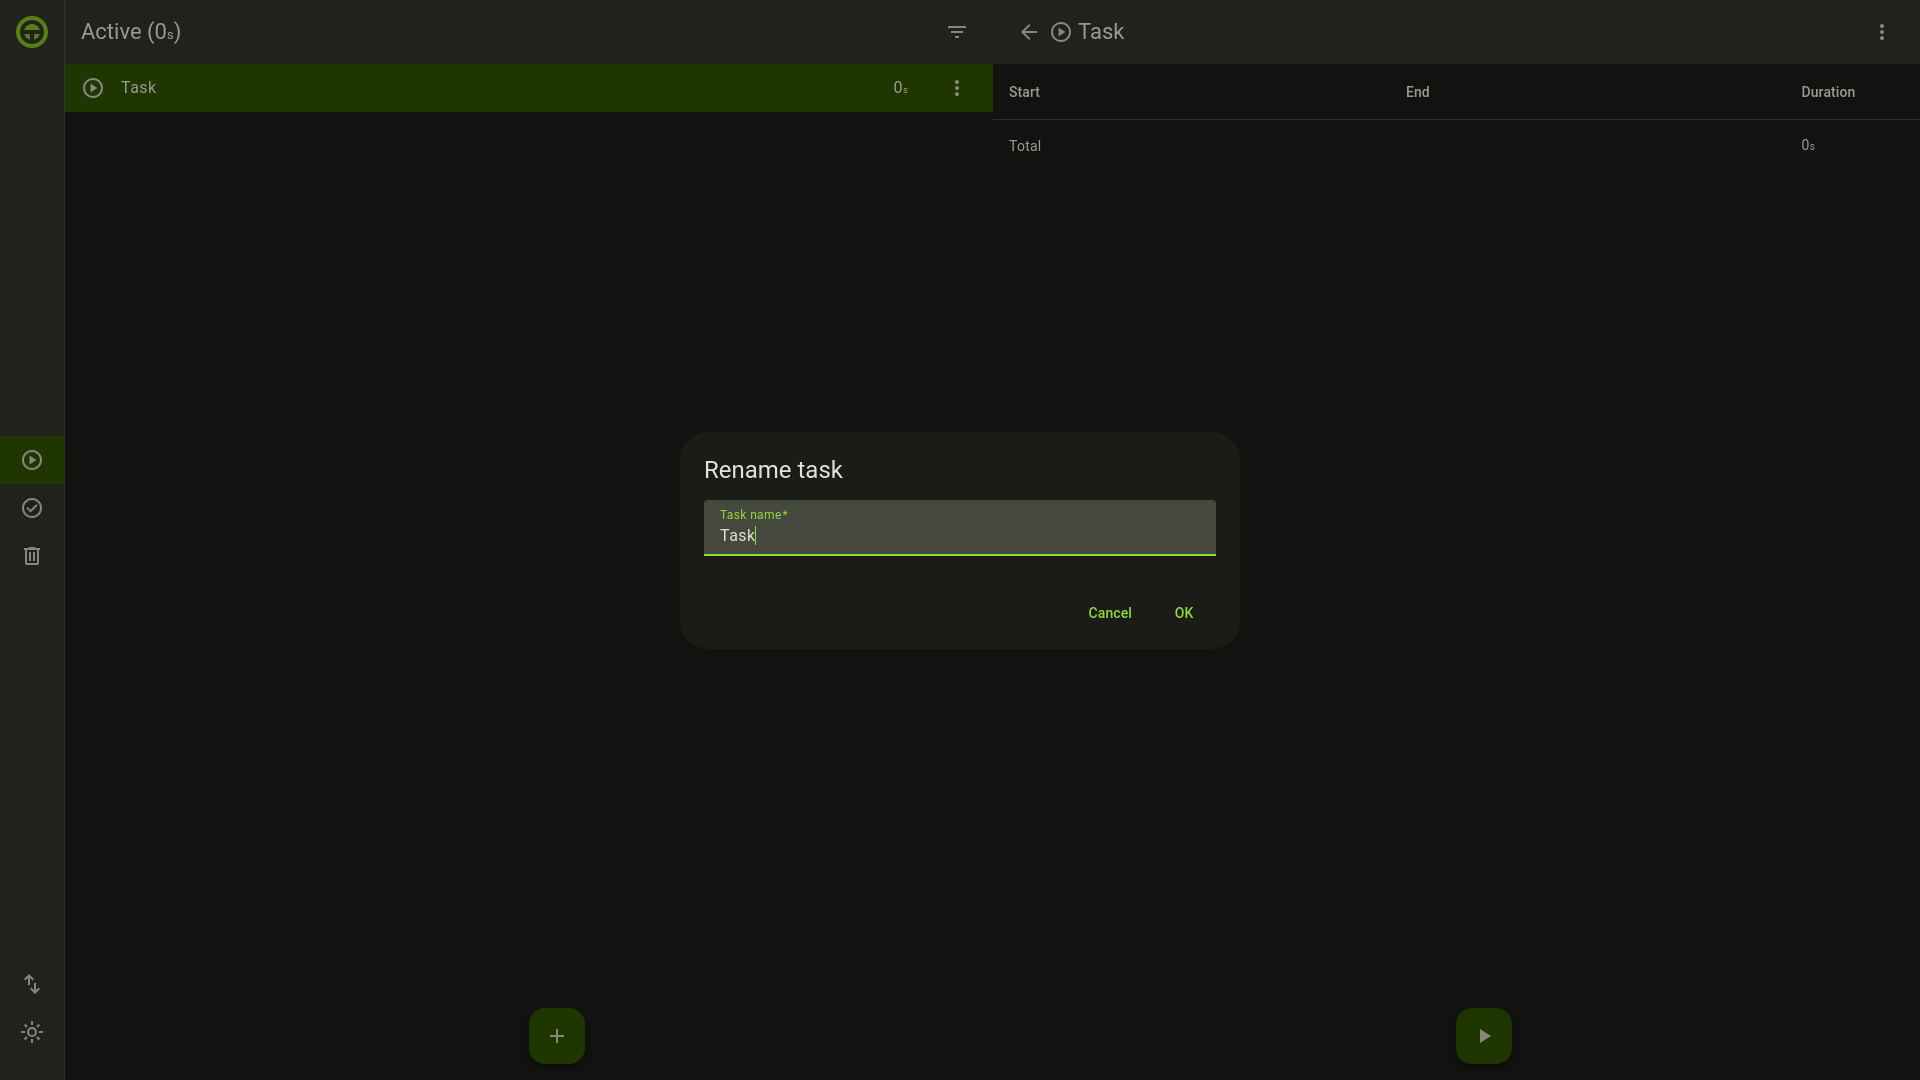 Active (0s)
Task
Task
0s
Start
End
Duration
Total
0s
Rename task
Task name*
Task
Cancel
OK